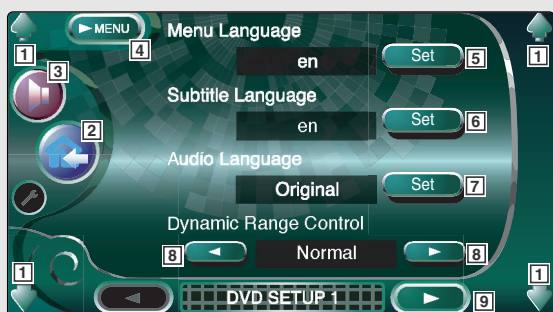 ►MENU
1
4
1
Menu Language
en
Set
5
3
Subtitle Language
en
Set
6
2
Audio Language
Original
Set
7
Dynamic Range Control
8
◄
Normal
►
8
1
1
◄
DVD SETUP 1
►
9